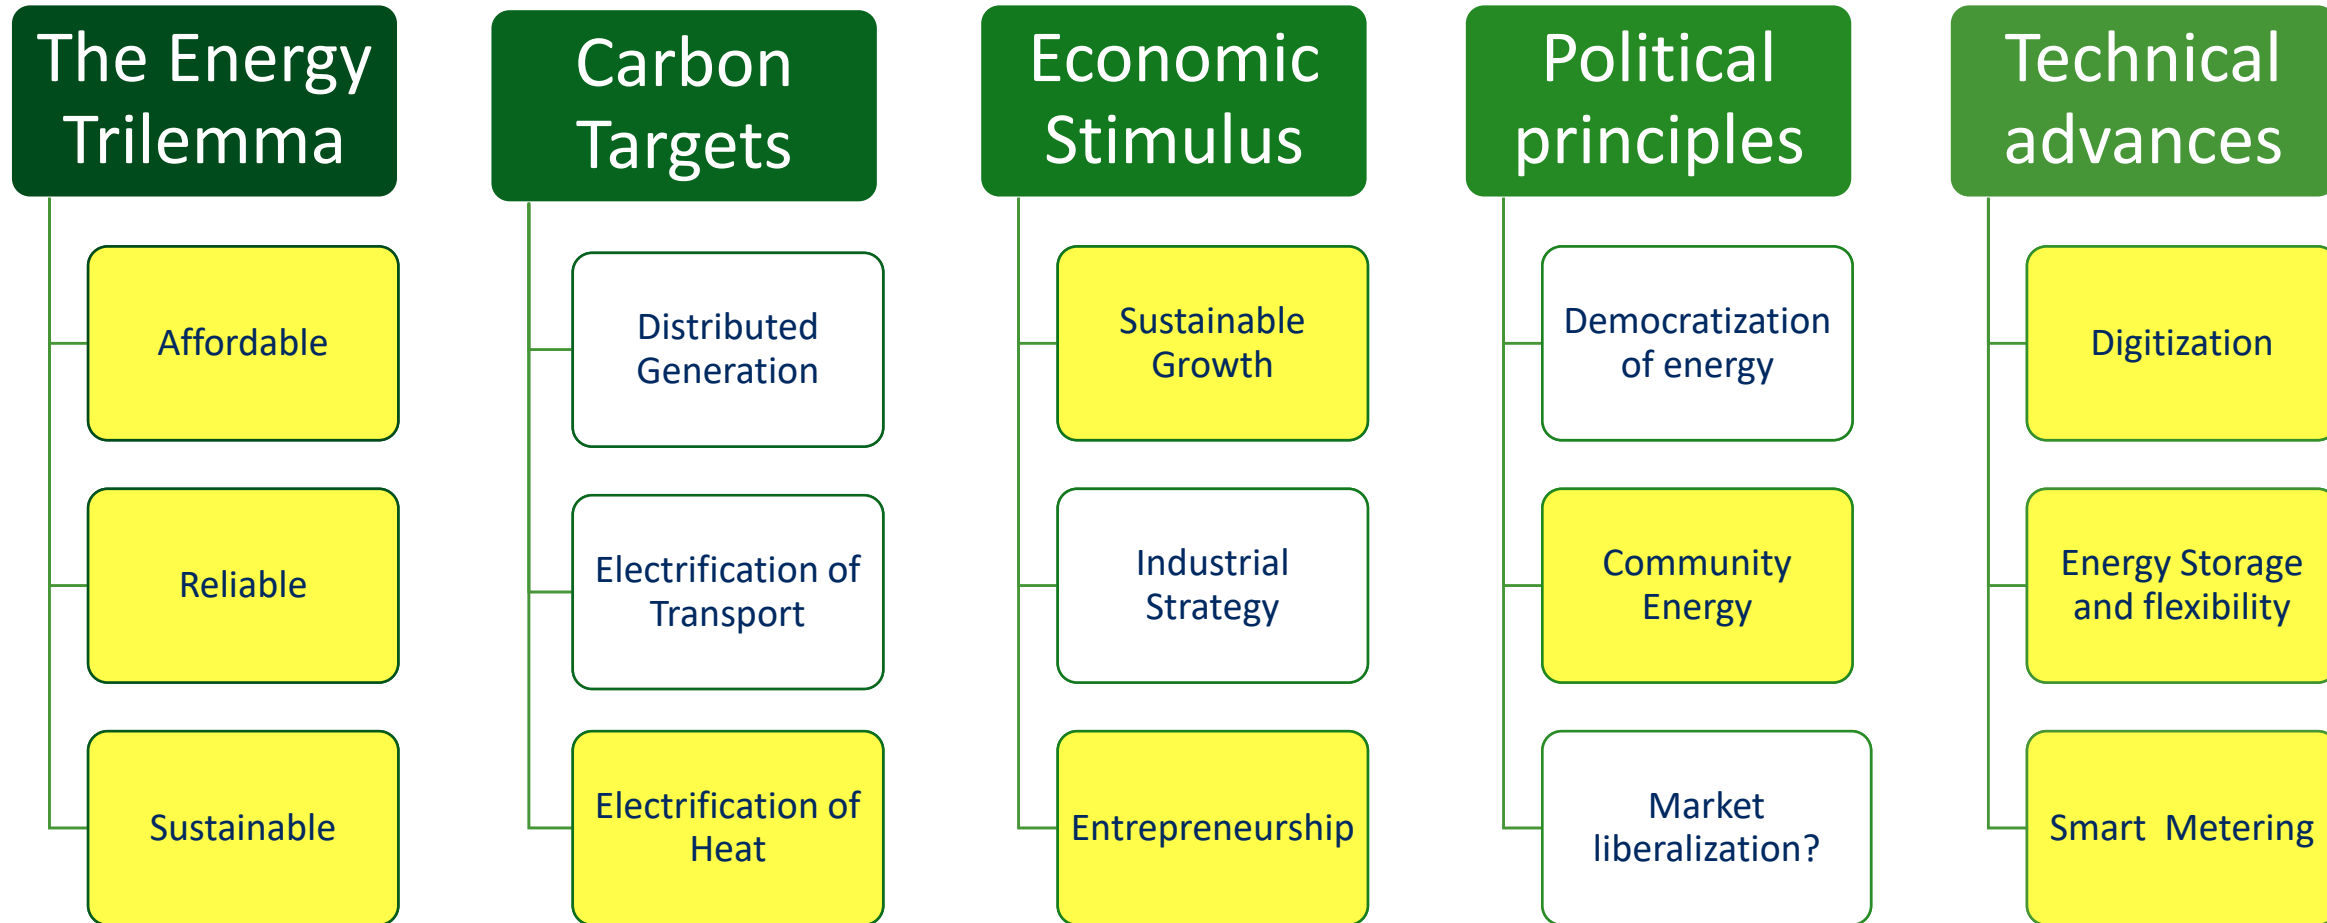 The Energy
Trilemma
Affordable
Reliable
Sustainable
Carbon
Targets
Distributed
Generation
Electrification of
Transport
Electrification of
Heat
Economic
Stimulus
Sustainable
Growth
Industrial
Strategy
Entrepreneurship
Political
principles
Democratization
of energy
Community
Energy
Market
liberalization?
Technical
advances
Digitization
Energy Storage
and flexibility
Smart  Metering